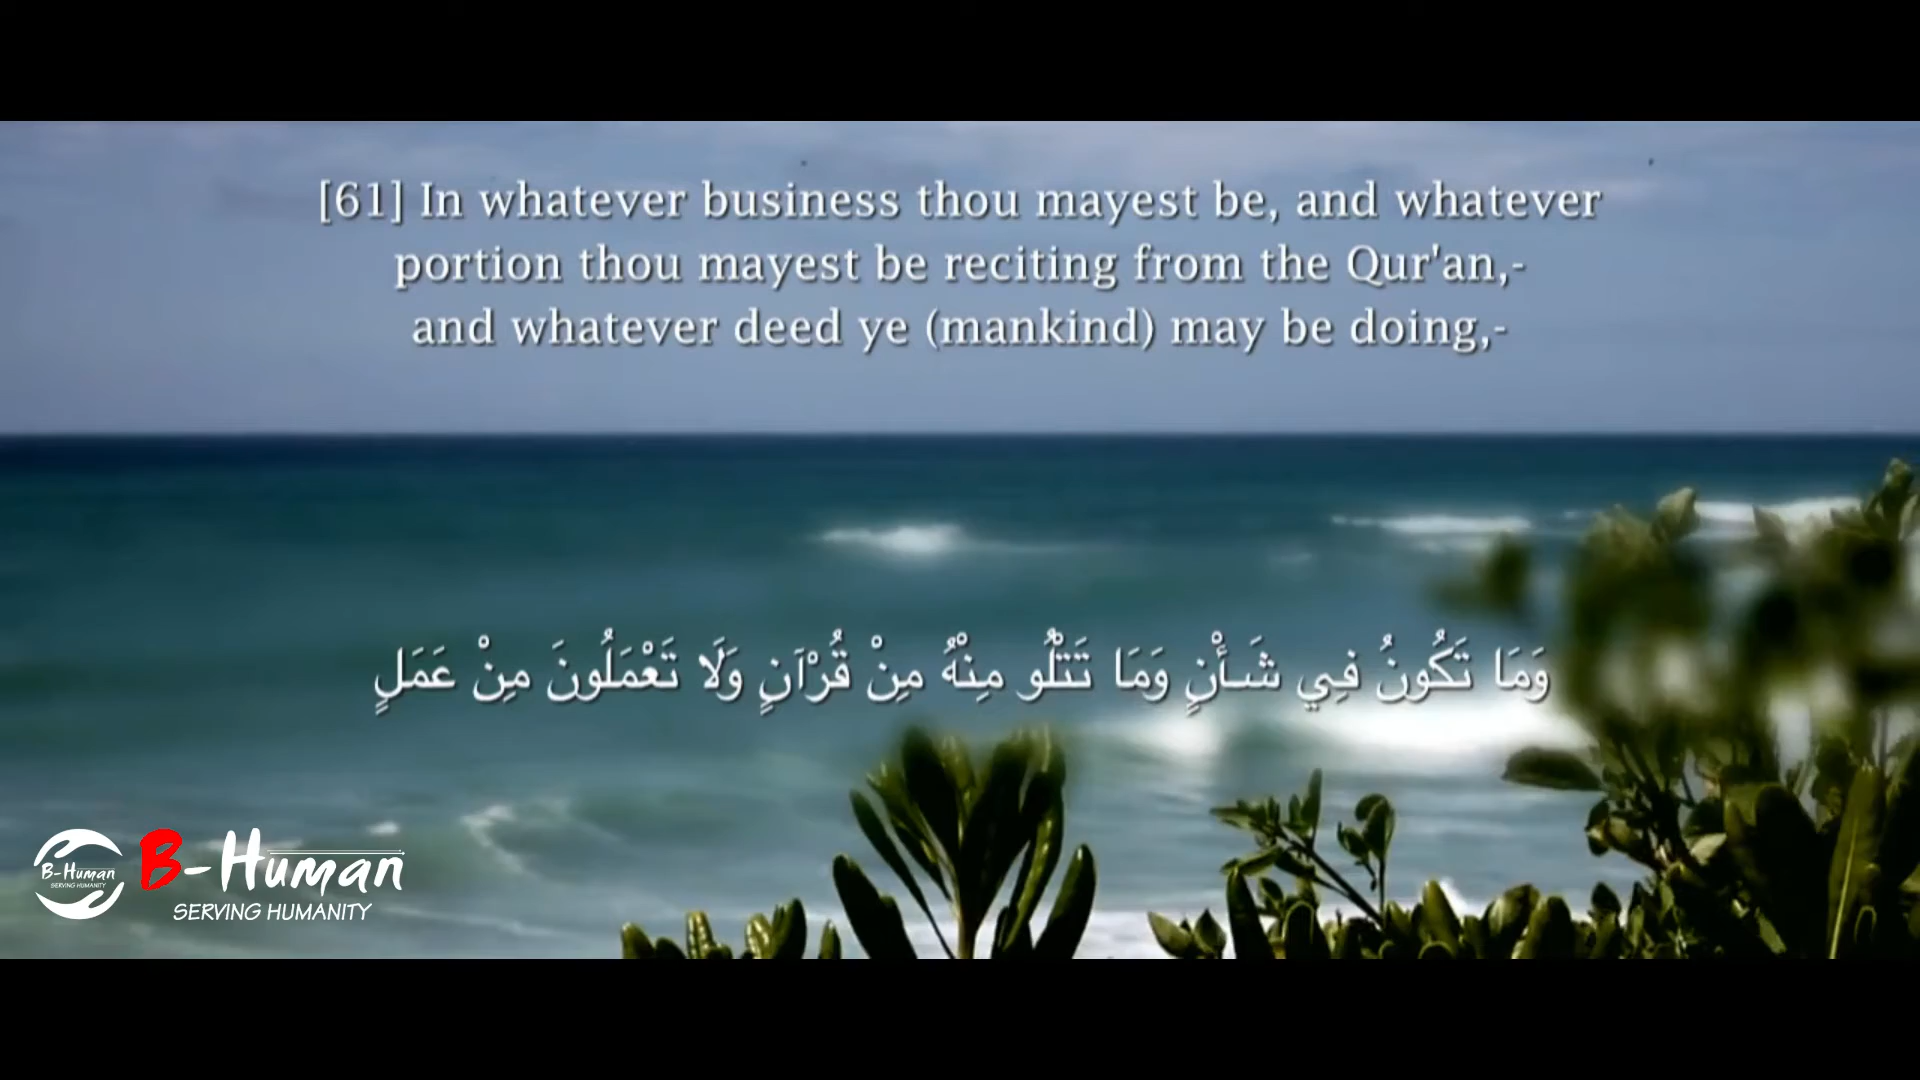 [61] In whatever business thou mayest be, and whatever
portion thou mayest be reciting from the Qur'an,-
and whatever deed ye (mankind) may be doing,-
وَمَا تَكُونُ فِي شَأْنٍ وَمَا تَتْلُو مِنْهُ مِنْ قُرْآنٍ وَلَا تَعْمَلُونَ مِنْ عَمَلٍ
B-Human
SERVING HUMANITY
B-Human
SERVING HUMANITY